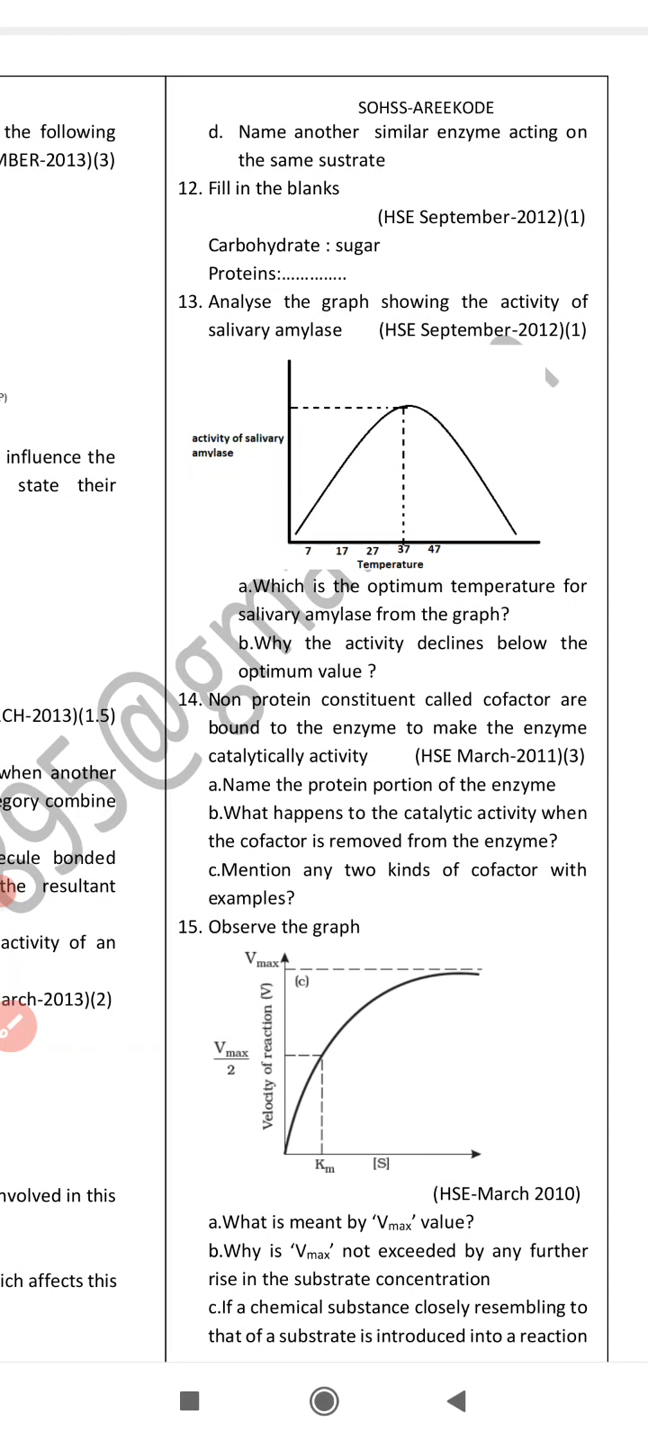 the following
MBER-2013)(3)
influence the
state their
CH-2013)(1.5)
when another
gory combine
ecule bonded
the resultant
activity of an
arch-2013)(2)
nvolved in this
ich affects this
SOHSS-AREEKODE
d. Name another similar enzyme acting on
the same sustrate
12. Fill in the blanks
(HSE September-2012)(1)
Carbohydrate : sugar
Proteins:..............
13. Analyse the graph showing the activity of
salivary amylase (HSE September-2012)(1)
activity of salivary
amylase
7 17 27 37 47
Temperature
a.Which is the optimum temperature for
salivary amylase from the graph?
b.Why the activity declines below the
optimum value ?
14. Non protein constituent called cofactor are
bound to the enzyme to make the enzyme
catalytically activity (HSE March-2011)(3)
a.Name the protein portion of the enzyme
b.What happens to the catalytic activity when
the cofactor is removed from the enzyme?
c.Mention any two kinds of cofactor with
examples?
15. Observe the graph
Vmax
(c)
Vmax
2
Velocity of reaction (V)
Km [S]
(HSE-March 2010)
a.What is meant by ‘Vmax’ value?
b.Why is ‘Vmax’ not exceeded by any further
rise in the substrate concentration
c.If a chemical substance closely resembling to
that of a substrate is introduced into a reaction
895@gma